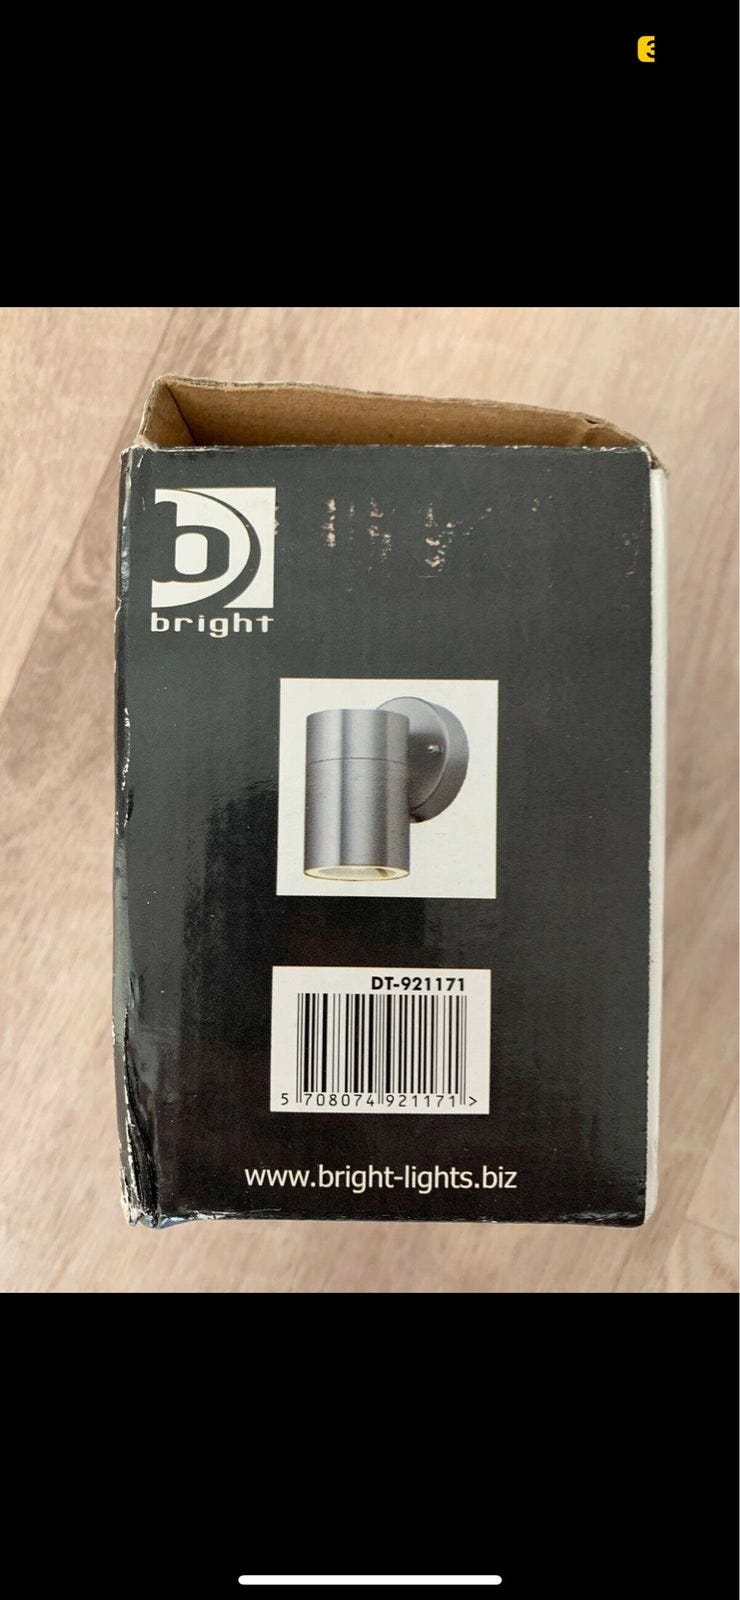 b
bright
DT-921171
5 708074 921171 >
www.bright-lights.biz